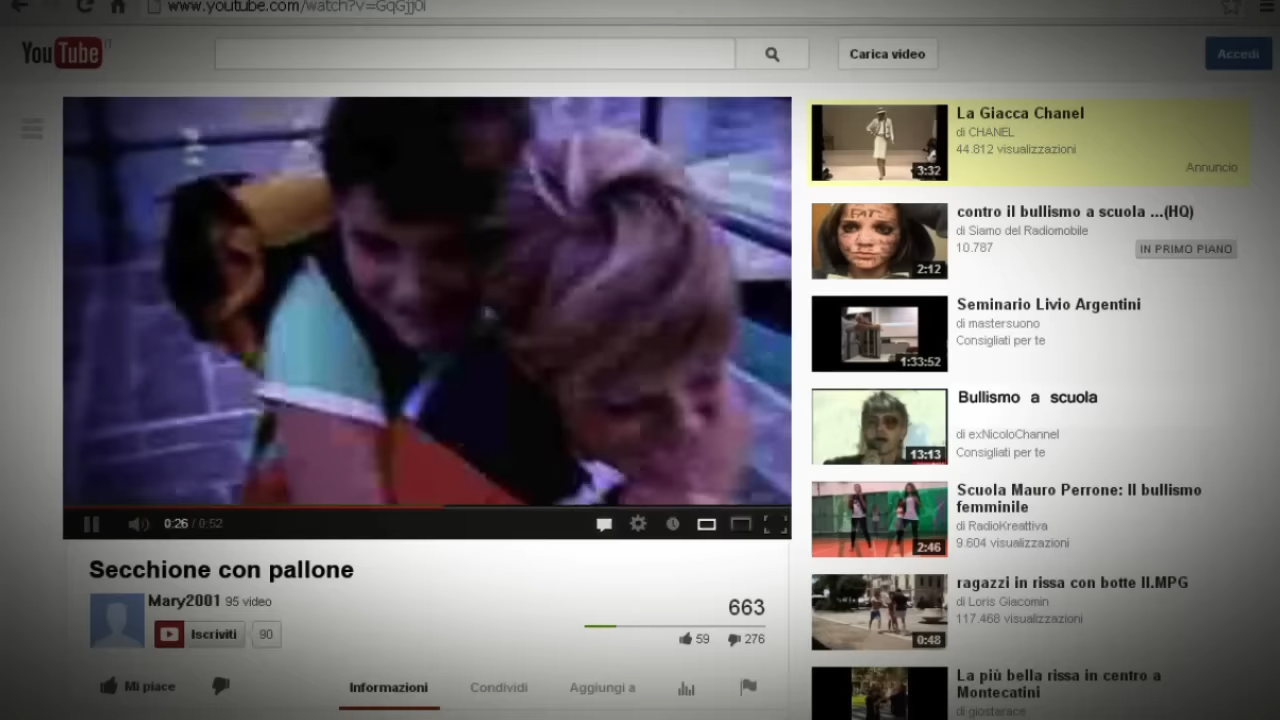 www.youtube.com/watch?v=GqGjj0i
YouTube IT
Carica video
Accedi
La Giacca Chanel
di CHANEL
44.812 visualizzazioni
Annuncio
3:32
contro il bullismo a scuola ...(HQ)
di Siamo del Radiomobile
10.787
IN PRIMO PIANO
FAT
2:12
Seminario Livio Argentini
di mastersuono
Consigliati per te
1:33:52
Bullismo a scuola
di exNicoloChannel
Consigliati per te
13:13
Scuola Mauro Perrone: Il bullismo
femminile
di RadioKreattiva
9.604 visualizzazioni
2:46
ragazzi in rissa con botte II.MPG
di Loris Giacomin
117.468 visualizzazioni
0:48
La più bella rissa in centro a
Montecatini
di giosterace
0:26 / 0:52
Secchione con pallone
Mary2001 95 video
Iscriviti 90
663
59 276
Mi piace
Informazioni Condividi Aggiungi a